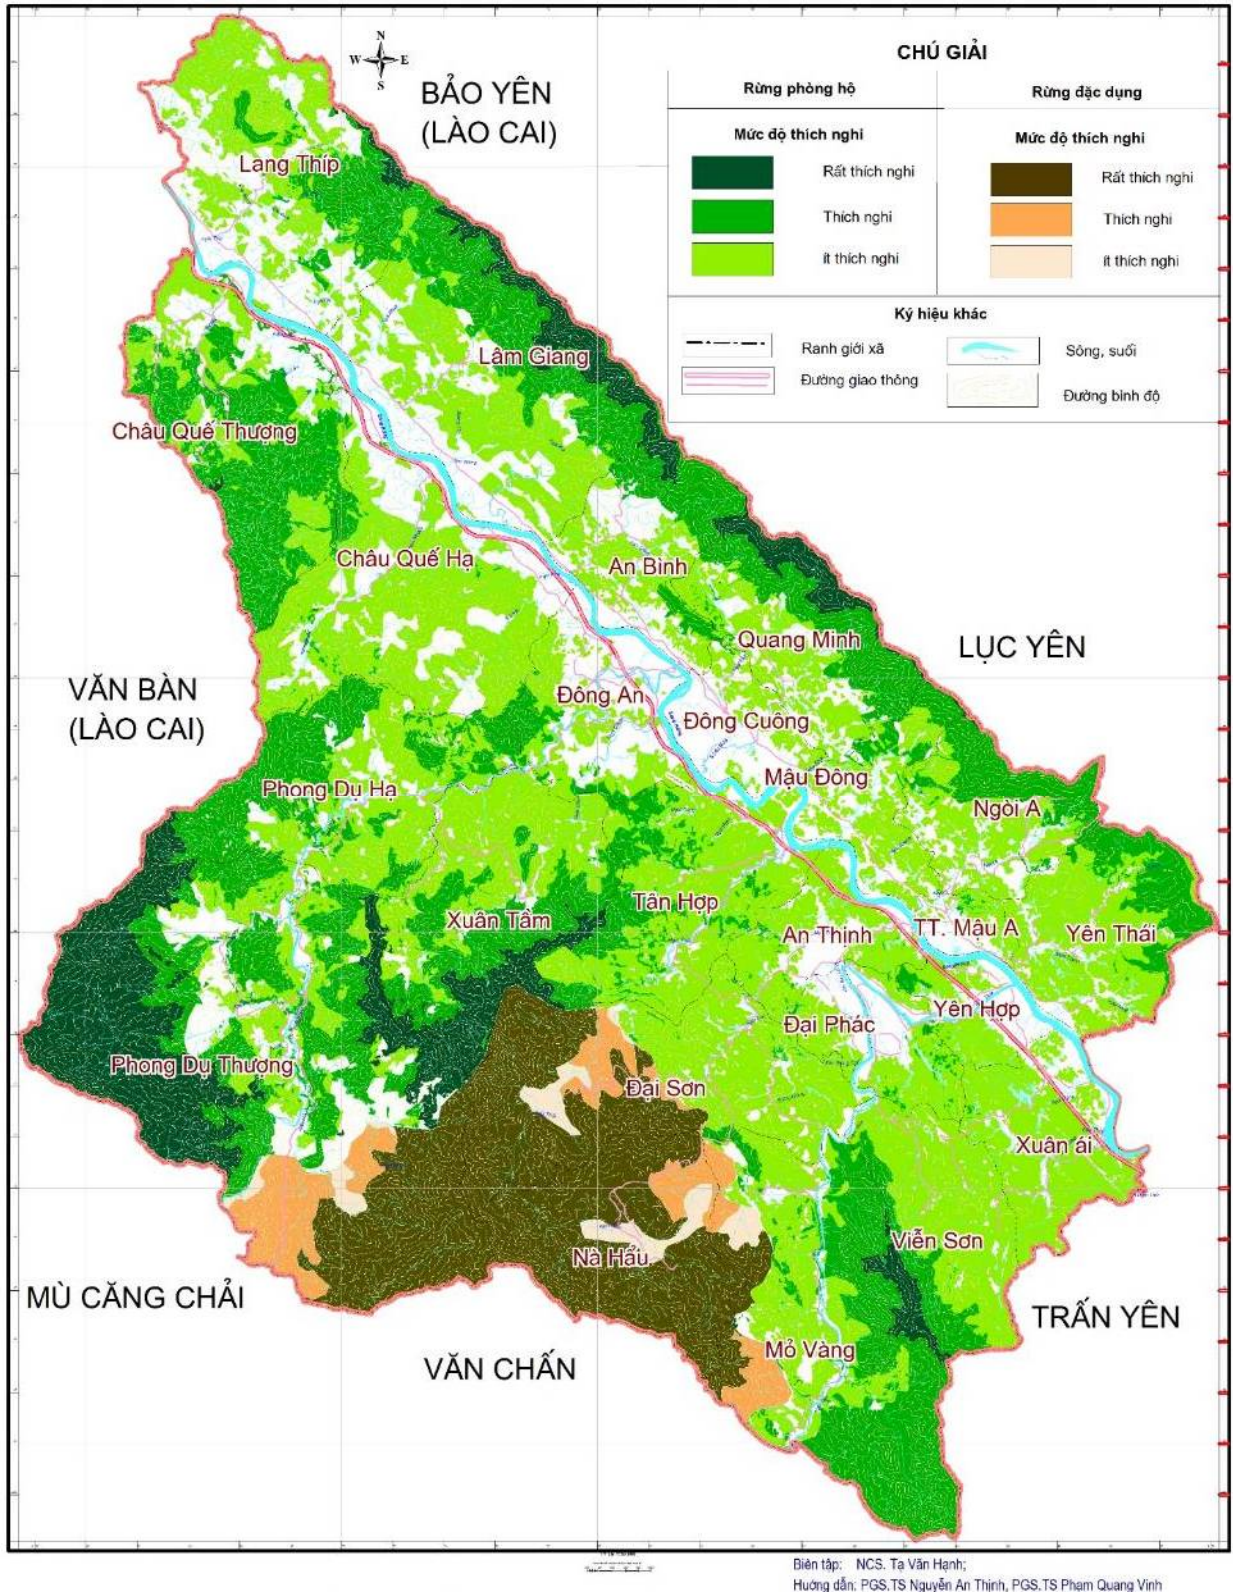 N
W E
S
CHÚ GIẢI
Rừng phòng hộ
Rừng đặc dụng
Mức độ thích nghi
Mức độ thích nghi
Rất thích nghi
Rất thích nghi
Thích nghi
Thích nghi
ít thích nghi
ít thích nghi
Ký hiệu khác
Ranh giới xã
Sông, suối
Đường giao thông
Đường bình độ
BẢO YÊN
(LÀO CAI)
Lang Thíp
Lâm Giang
Châu Quế Thượng
Châu Quế Hạ
An Bình
Quang Minh
LỤC YÊN
VĂN BÀN
(LÀO CAI)
Đông An
Đông Cuông
Mậu Đông
Phong Dụ Hạ
Ngòi A
Tân Hợp
Xuân Tầm
An Thịnh
TT. Mậu A
Yên Thái
Yên Hợp
Đại Phác
Phong Dụ Thượng
Đại Sơn
Xuân ái
Viễn Sơn
Nà Hẩu
MÙ CĂNG CHẢI
TRẤN YÊN
Mỏ Vàng
VĂN CHẤN
Biên tập: NCS. Tạ Văn Hạnh;
Hướng dẫn: PGS.TS Nguyễn An Thịnh, PGS.TS Phạm Quang Vinh